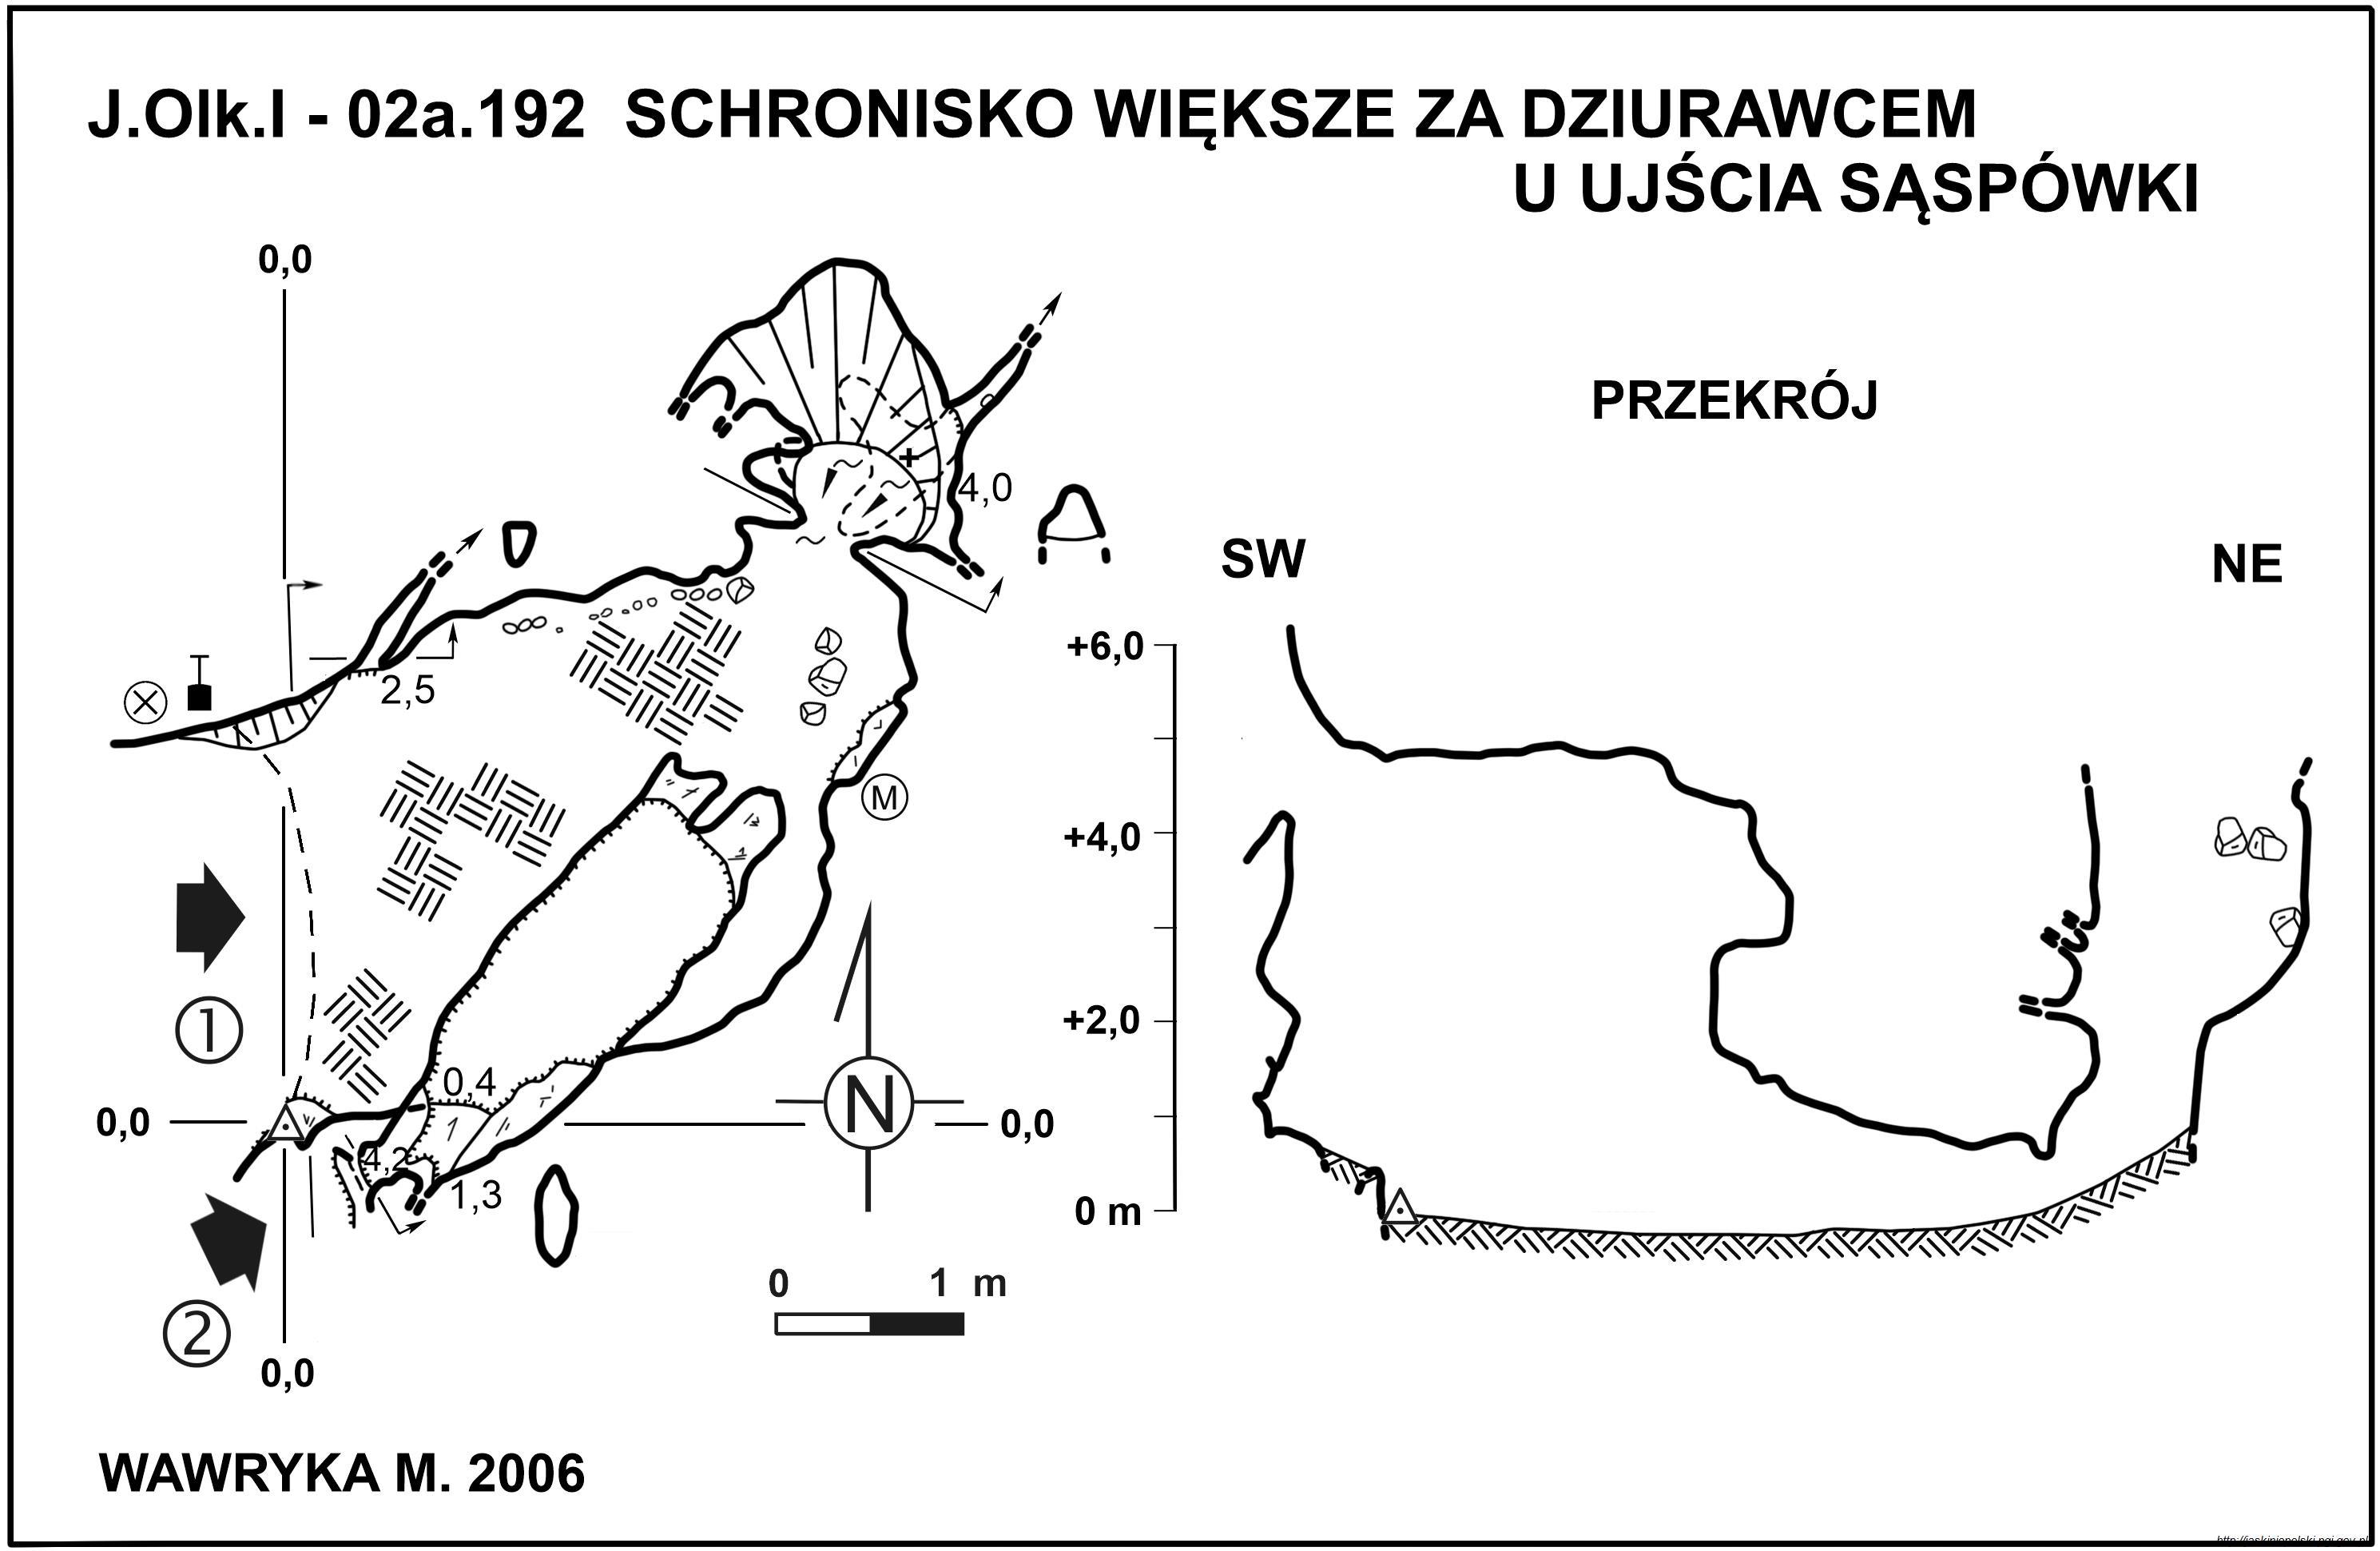 J.Olk.I - 02a.192 SCHRONISKO WIĘKSZE ZA DZIURAWCEM
U UJŚCIA SĄSPÓWKI
0,0
PRZEKRÓJ
4,0
SW
NE
+6,0
2,5
M
+4,0
1
+2,0
0,4
N
0,0
0,0
4,2
1,3
0 m
0 1 m
2
0,0
WAWRYKA M. 2006
http://jaskiniepolski.pgi.gov.pl